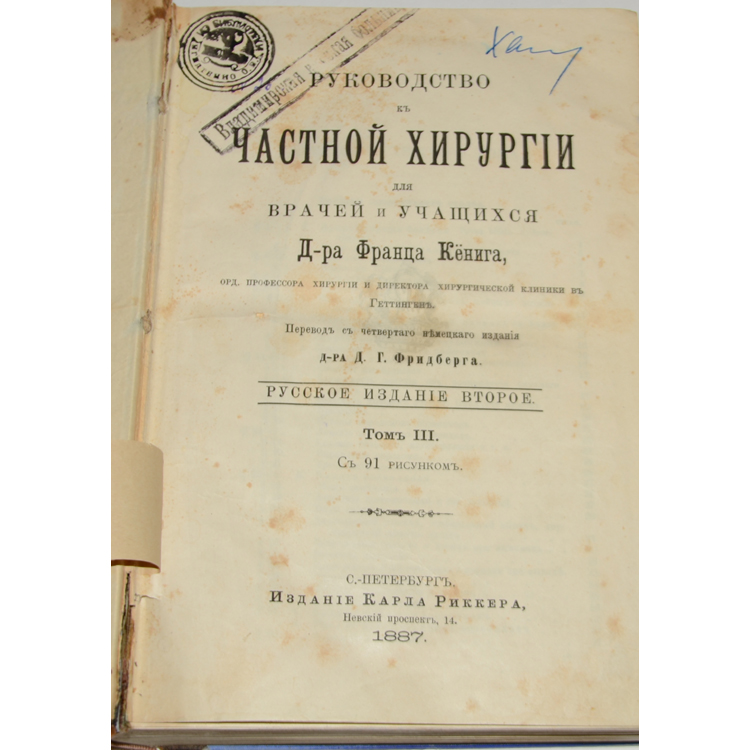 Владимирская
РУКОВОДСТВО
КЪ
ЧАСТНОЙ ХИРУРГІИ
ДЛЯ
ВРАЧЕЙ И УЧАЩИХСЯ
Д-ра Франца Кёнига,
ОРД. ПРОФЕССОРА ХИРУРГІИ И ДИРЕКТОРА ХИРУРГИЧЕСКОЙ КЛИНИКИ ВЪ
ГЕТТИНГЕНѢ.
Переводъ съ четвертаго нѣмецкаго изданія
Д-РА Д. Г. Фридберга.
РУССКОЕ ИЗДАНІЕ ВТОРОЕ.
Томъ III.
Съ 91 РИСУНКОМЪ.
С.-ПЕТЕРБУРГЪ.
Изданіе Карла Риккера,
Невскій проспектъ, 14.
1887.